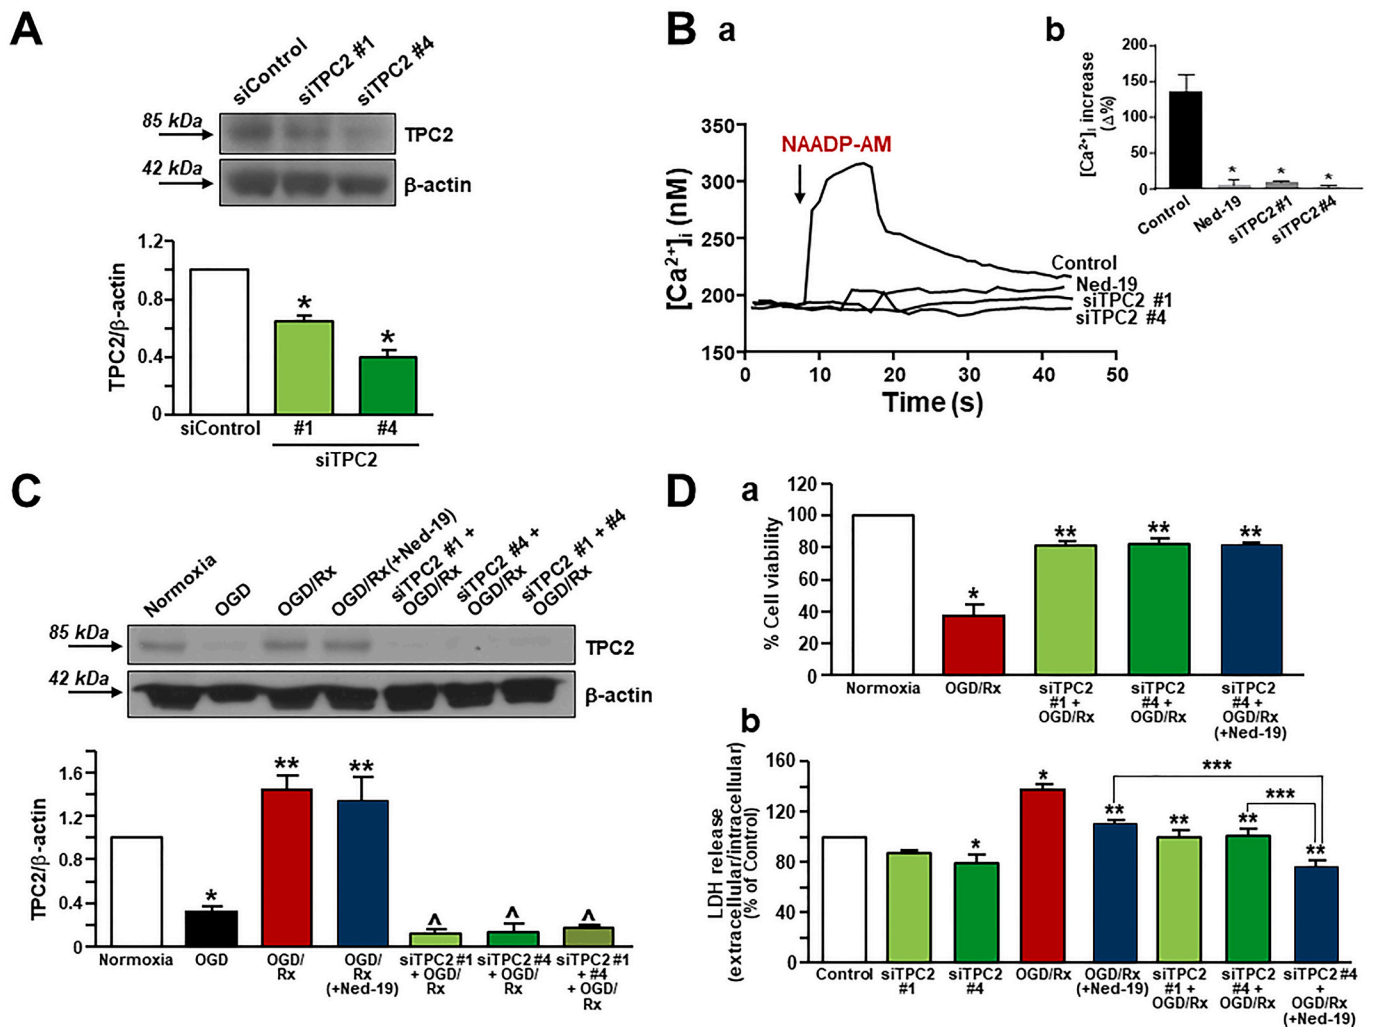 A
siControl
siTPC2 #1
siTPC2 #4
85 kDa
TPC2
42 kDa
β-actin
TPC2/β-actin
1.2
0.8
0.4
0
*
*
siControl
#1
#4
siTPC2
B
a
[Ca²⁺]ᵢ (nM)
350
300
250
200
150
NAADP-AM
Control
Ned-19
siTPC2 #1
siTPC2 #4
0
10
20
30
40
50
Time (s)
b
[Ca²⁺]ᵢ increase
(Δ%)
200
150
100
50
0
*
*
*
Control
Ned-19
siTPC2 #1
siTPC2 #4
C
Normoxia
OGD
OGD/Rx
OGD/Rx(+Ned-19)
siTPC2 #1 +
OGD/Rx
siTPC2 #4 +
OGD/Rx
siTPC2 #1 + #4
OGD/Rx
85 kDa
TPC2
42 kDa
β-actin
TPC2/β-actin
1.6
1.2
0.8
0.4
0
*
**
**
^
^
^
Normoxia
OGD
OGD/
Rx
OGD/
Rx
(+Ned-19)
siTPC2 #1
+ OGD/
Rx
siTPC2 #4
+ OGD/
Rx
siTPC2 #1
+ #4
+ OGD/
Rx
D
a
% Cell viability
120
100
80
60
40
20
0
*
**
**
**
Normoxia
OGD/Rx
siTPC2
#1 +
OGD/Rx
siTPC2
#4 +
OGD/Rx
siTPC2
#4 +
OGD/Rx
(+Ned-19)
b
LDH release
(extracellular/intracellular)
(% of Control)
160
120
80
40
0
*
*
**
**
**
**
***
***
Control
siTPC2
#1
siTPC2
#4
OGD/Rx
OGD/Rx
(+Ned-19)
siTPC2
#1 +
OGD/Rx
siTPC2
#4 +
OGD/Rx
siTPC2 #4
+
OGD/Rx
(+Ned-19)